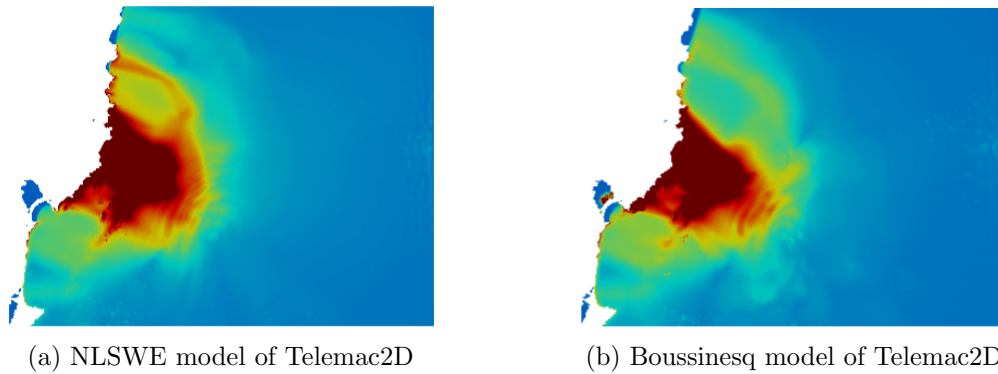 (a) NLSWE model of Telemac2D
(b) Boussinesq model of Telemac2D